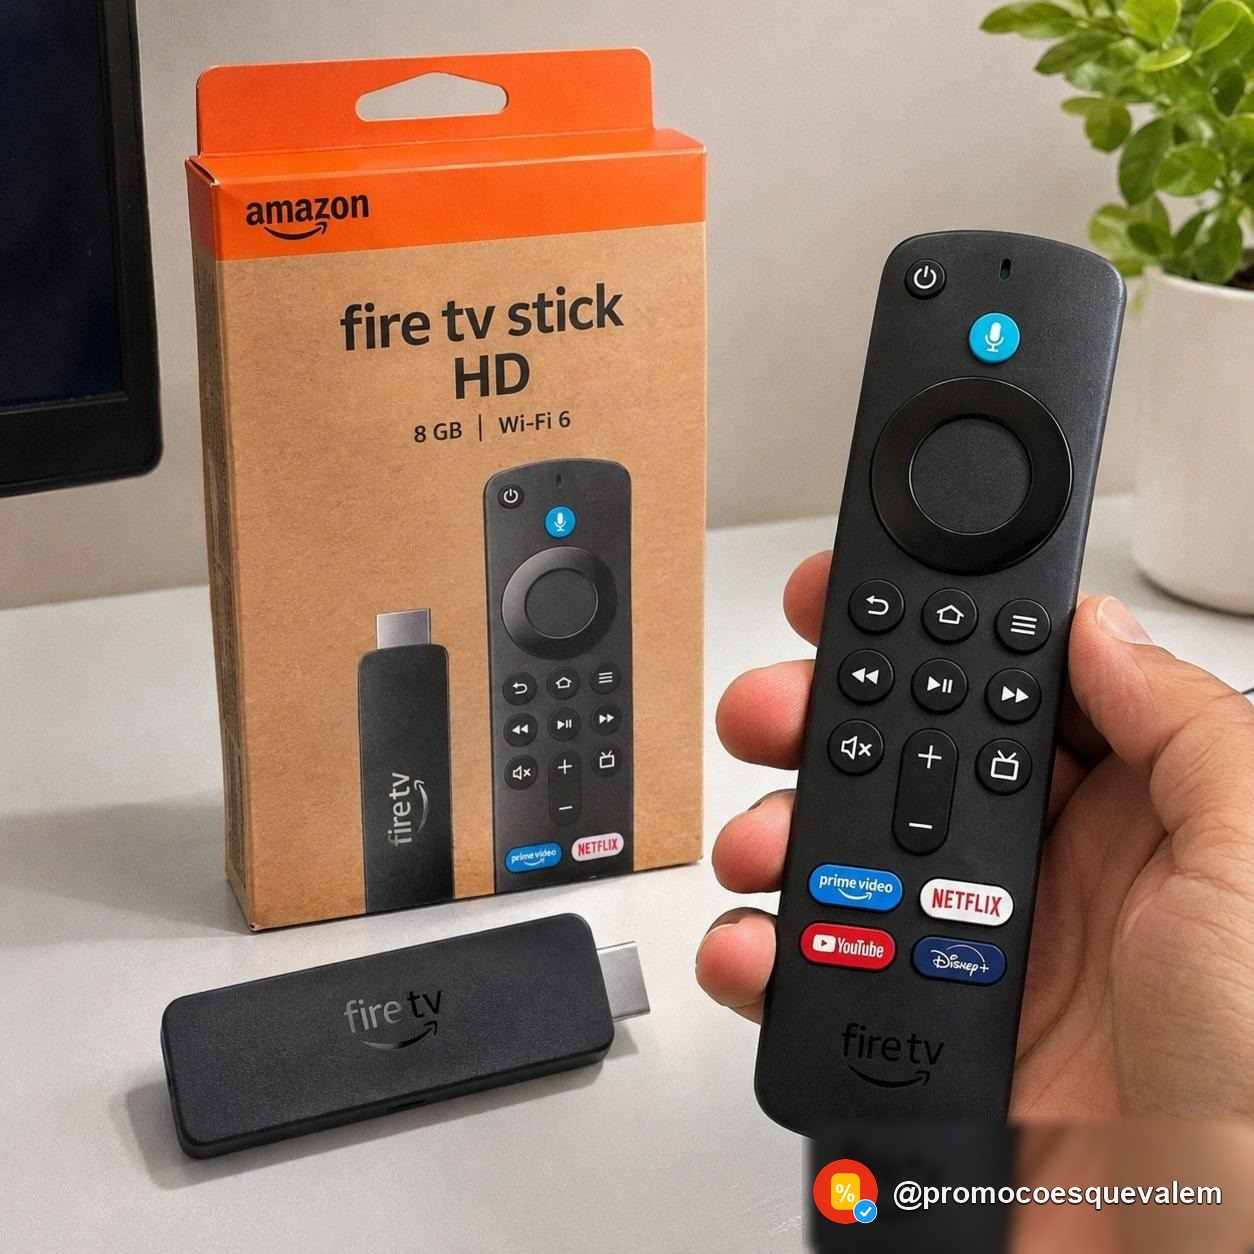 amazon
fire tv stick
HD
8 GB | Wi-Fi 6
fire tv
prime video
NETFLIX
fire tv
prime video
NETFLIX
YouTube
Disney+
fire tv
@promocoesquevalem